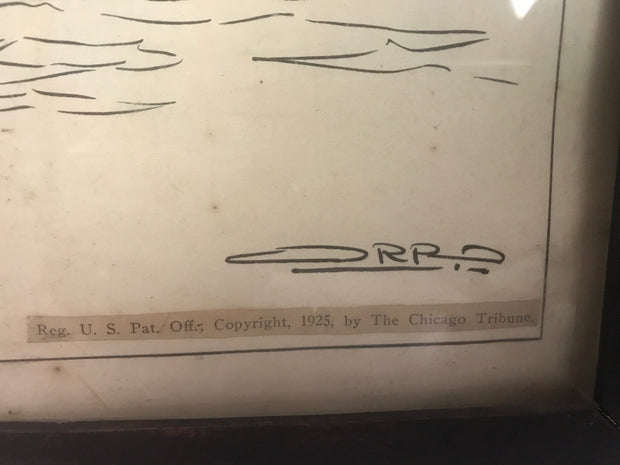 ORR.
Reg. U. S. Pat. Off.; Copyright, 1925, by The Chicago Tribune.